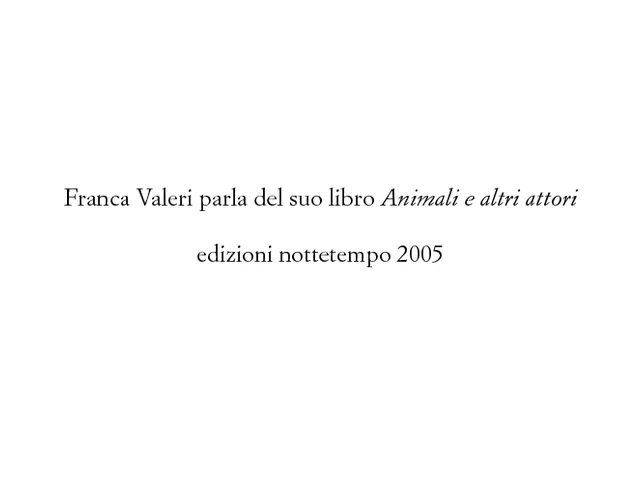 Franca Valeri parla del suo libro Animali e altri attori
edizioni nottetempo 2005